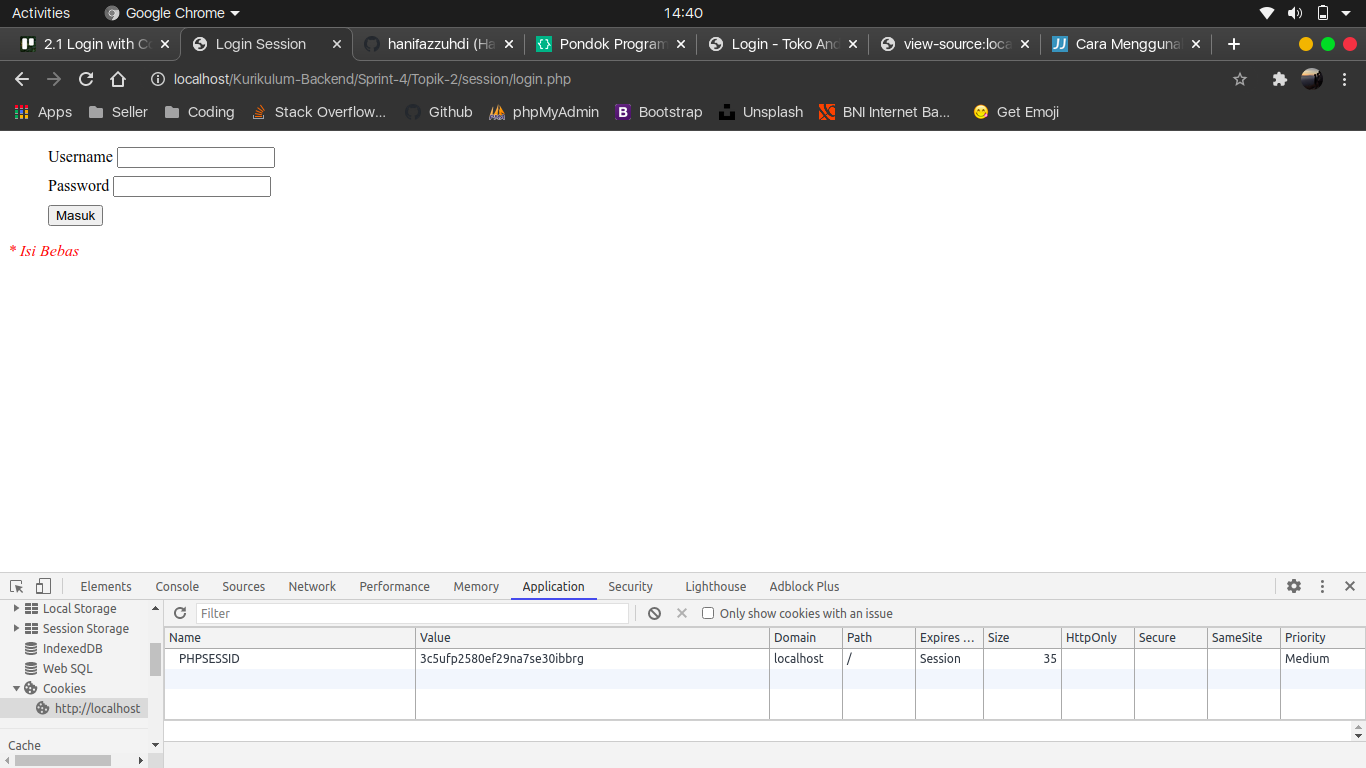 Activities Google Chrome 14:40
2.1 Login with Co Login Session hanifazzuhdi (Ha Pondok Program Login - Toko And view-source:loca Cara Menggunak
localhost/Kurikulum-Backend/Sprint-4/Topik-2/session/login.php
Apps Seller Coding Stack Overflow... Github phpMyAdmin Bootstrap Unsplash BNI Internet Ba... Get Emoji
Username
Password
Masuk
* Isi Bebas
Elements Console Sources Network Performance Memory Application Security Lighthouse Adblock Plus
Local Storage
Session Storage
IndexedDB
Web SQL
Cookies
http://localhost
Cache
Filter Only show cookies with an issue
Name Value Domain Path Expires ... Size HttpOnly Secure SameSite Priority
PHPSESSID 3c5ufp2580ef29na7se30ibbrg localhost / Session 35 Medium